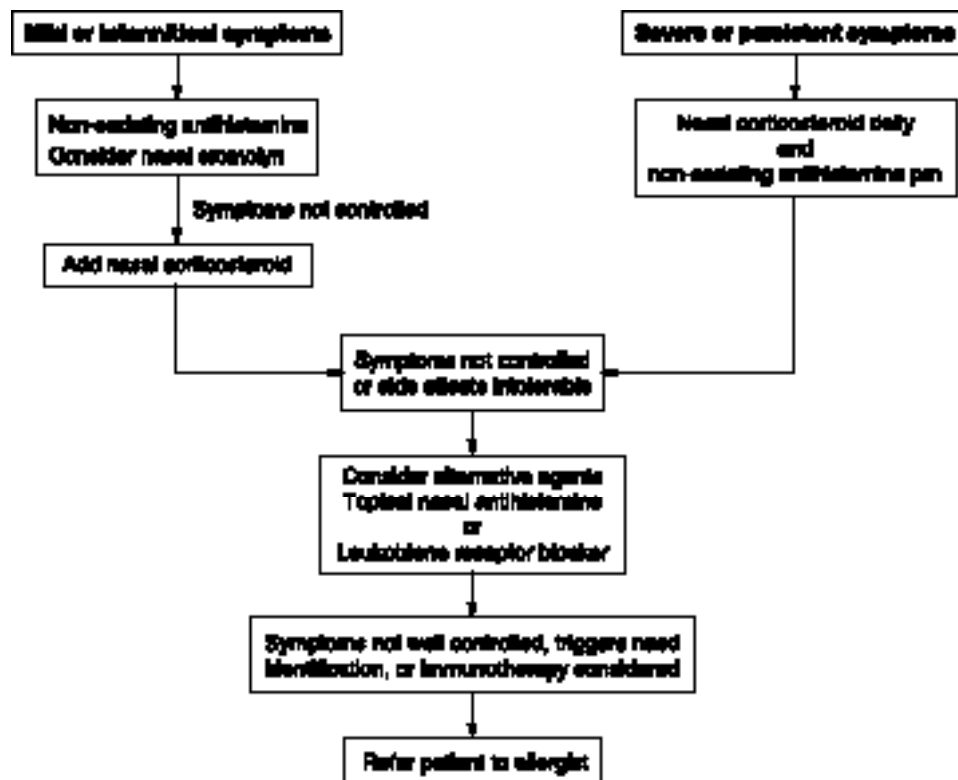 Mild or intermittent symptoms
Severe or persistent symptoms
Non-sedating antihistamine
Consider nasal cromolyn
Nasal corticosteroid daily
and
non-sedating antihistamine prn
Symptoms not controlled
Add nasal corticosteroid
Symptoms not controlled
or side effects intolerable
Consider alternative agents
Topical nasal antihistamine
or
Leukotriene receptor blocker
Symptoms not well controlled, triggers need
identification, or immunotherapy considered
Refer patient to allergist